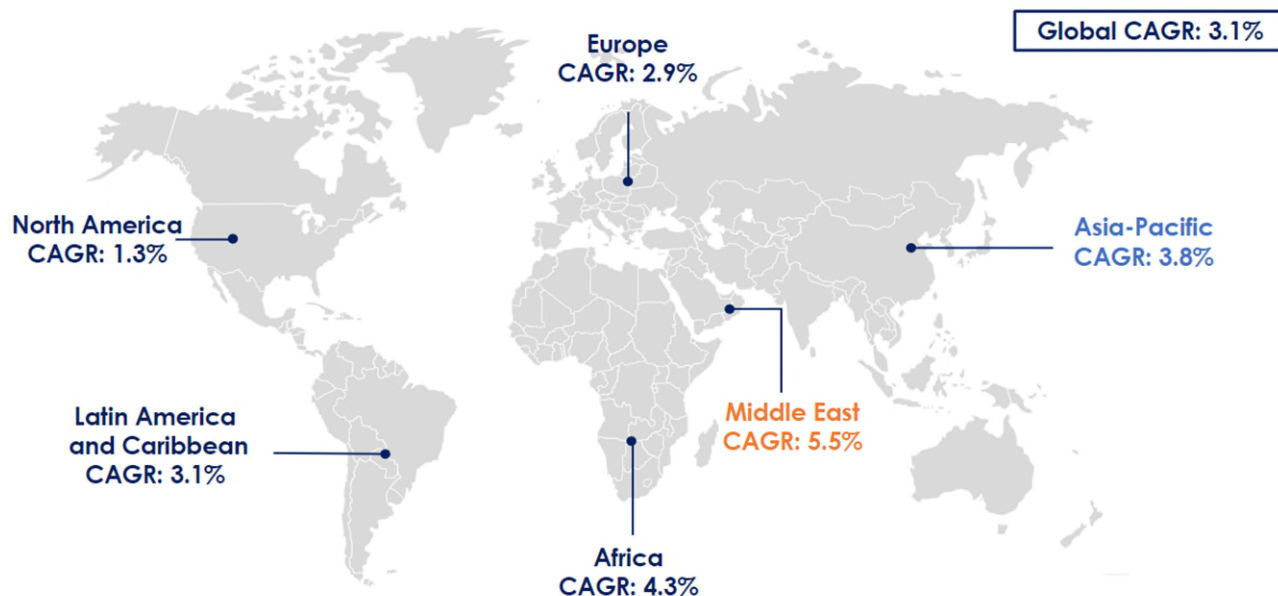 Global CAGR: 3.1%
Europe
CAGR: 2.9%
North America
CAGR: 1.3%
Asia-Pacific
CAGR: 3.8%
Latin America
and Caribbean
CAGR: 3.1%
Middle East
CAGR: 5.5%
Africa
CAGR: 4.3%